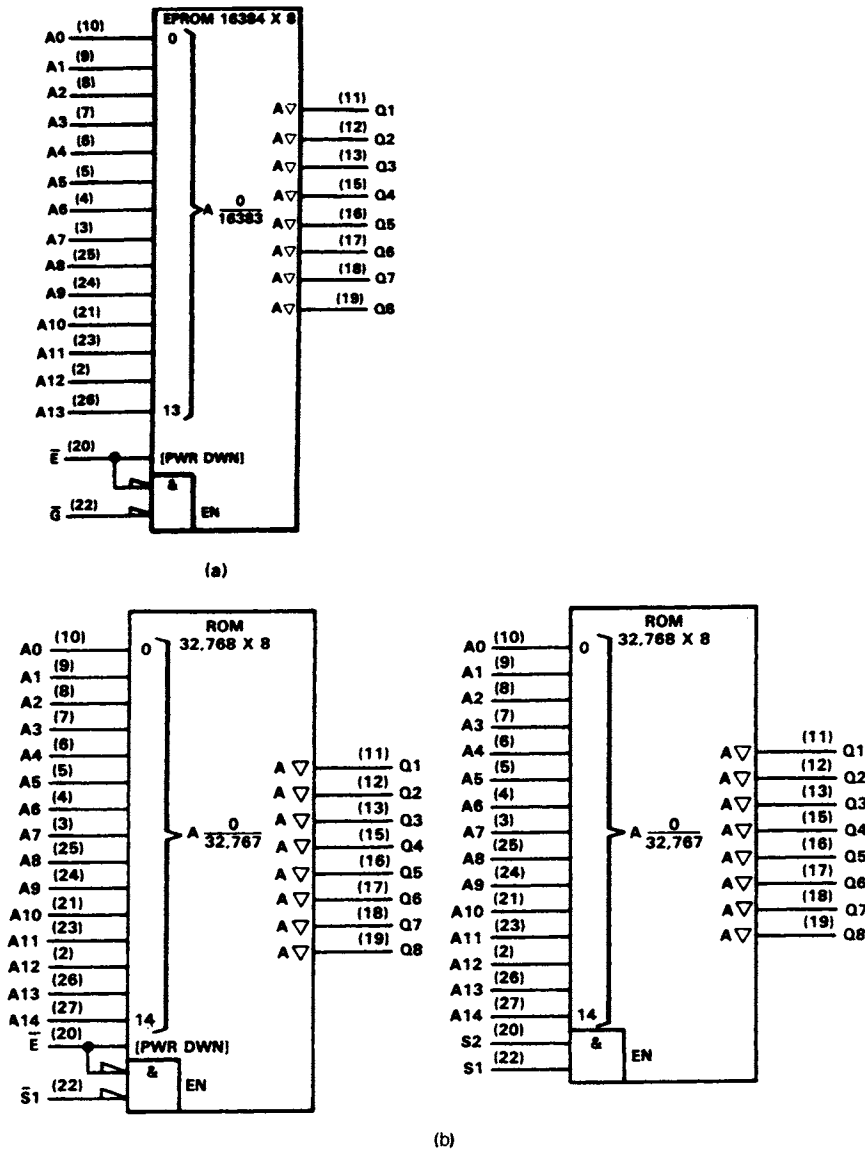 EPROM 16384 X 8
A0 (10) 0
A1 (9)
A2 (8)
A3 (7)
A4 (6)
A5 (5)
A6 (4)
A7 (3)
A8 (25)
A9 (24)
A10 (21)
A11 (23)
A12 (2)
A13 (26) 13
A 0/16383
A▽ (11) Q1
A▽ (12) Q2
A▽ (13) Q3
A▽ (15) Q4
A▽ (16) Q5
A▽ (17) Q6
A▽ (18) Q7
A▽ (19) Q8
E̅ (20) [PWR DWN]
&
G̅ (22) EN
(a)
ROM
32,768 X 8
A0 (10) 0
A1 (9)
A2 (8)
A3 (7)
A4 (6)
A5 (5)
A6 (4)
A7 (3)
A8 (25)
A9 (24)
A10 (21)
A11 (23)
A12 (2)
A13 (26)
A14 (27) 14
A 0/32,767
A ▽ (11) Q1
A ▽ (12) Q2
A ▽ (13) Q3
A ▽ (15) Q4
A ▽ (16) Q5
A ▽ (17) Q6
A ▽ (18) Q7
A ▽ (19) Q8
E̅ (20) [PWR DWN]
&
S̅1 (22) EN
ROM
32,768 X 8
A0 (10) 0
A1 (9)
A2 (8)
A3 (7)
A4 (6)
A5 (5)
A6 (4)
A7 (3)
A8 (25)
A9 (24)
A10 (21)
A11 (23)
A12 (2)
A13 (26)
A14 (27) 14
A 0/32,767
A▽ (11) Q1
A▽ (12) Q2
A▽ (13) Q3
A▽ (15) Q4
A▽ (16) Q5
A▽ (17) Q6
A▽ (18) Q7
A▽ (19) Q8
S2 (20) &
S1 (22) EN
(b)